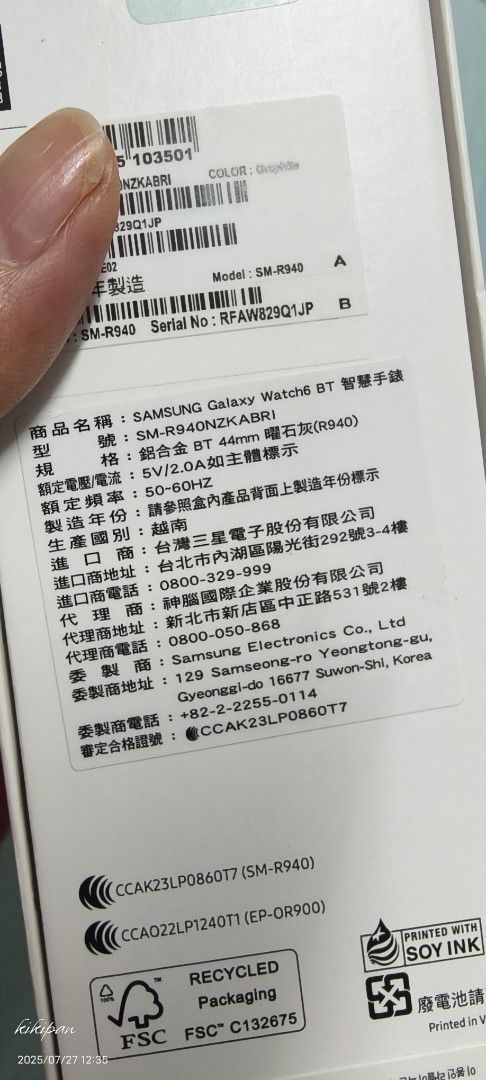 5 103501
0NZKABRI
COLOR : Graphite
829Q1JP
E02
年製造
Model : SM-R940
A
: SM-R940 Serial No : RFAW829Q1JP
B
商品名稱 : SAMSUNG Galaxy Watch6 BT 智慧手錶
型號 : SM-R940NZKABRI
規格 : 鋁合金 BT 44mm 曜石灰(R940)
額定電壓/電流 : 5V/2.0A如主體標示
額定頻率 : 50-60HZ
製造年份 : 請參照盒內產品背面上製造年份標示
生產國別 : 越南
進口商 : 台灣三星電子股份有限公司
進口商地址 : 台北市內湖區陽光街292號3-4樓
進口商電話 : 0800-329-999
代理商 : 神腦國際企業股份有限公司
代理商地址 : 新北市新店區中正路531號2樓
代理商電話 : 0800-050-868
委製商 : Samsung Electronics Co., Ltd
委製商地址 : 129 Samseong-ro Yeongtong-gu,
Gyeonggi-do 16677 Suwon-Shi, Korea
委製商電話 : +82-2-2255-0114
審定合格證號 : CCAK23LP0860T7
CCAK23LP0860T7 (SM-R940)
CCAO22LP1240T1 (EP-OR900)
PRINTED WITH
SOY INK
100%
FSC
RECYCLED
Packaging
FSC™ C132675
廢電池請
Printed in V
kikipan
2025/07/27 12:35